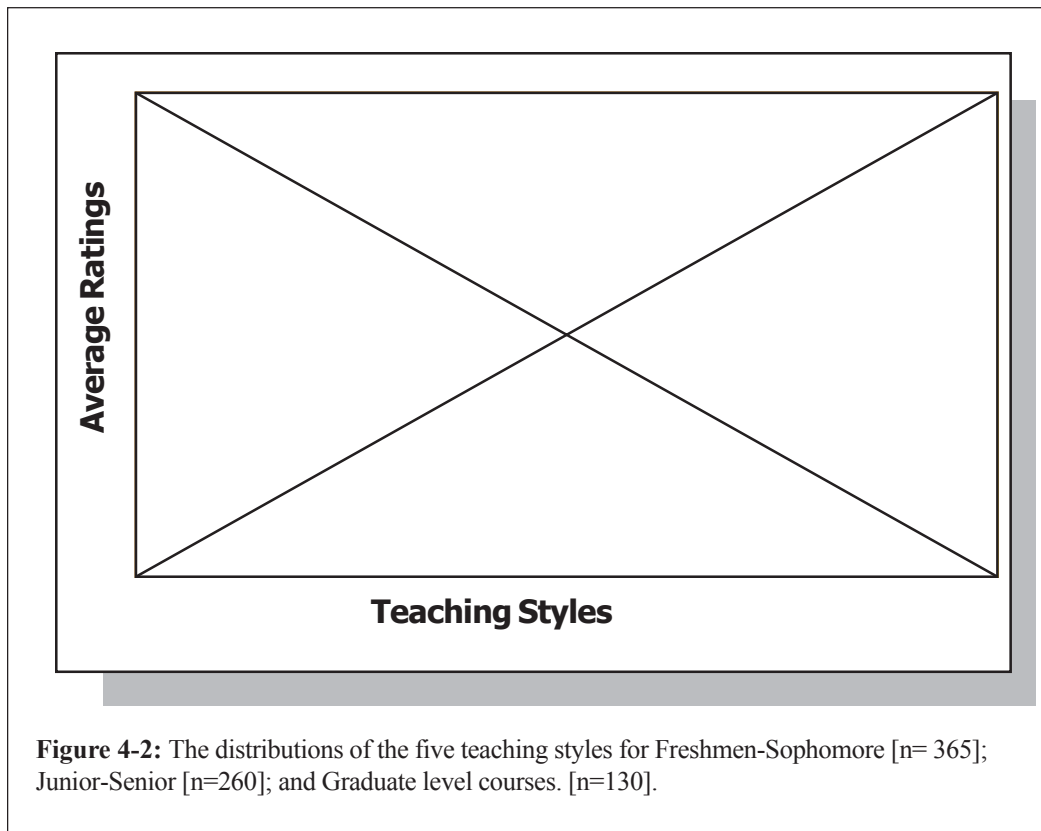 Average Ratings
Teaching Styles
Figure 4-2: The distributions of the five teaching styles for Freshmen-Sophomore [n= 365];
Junior-Senior [n=260]; and Graduate level courses. [n=130].